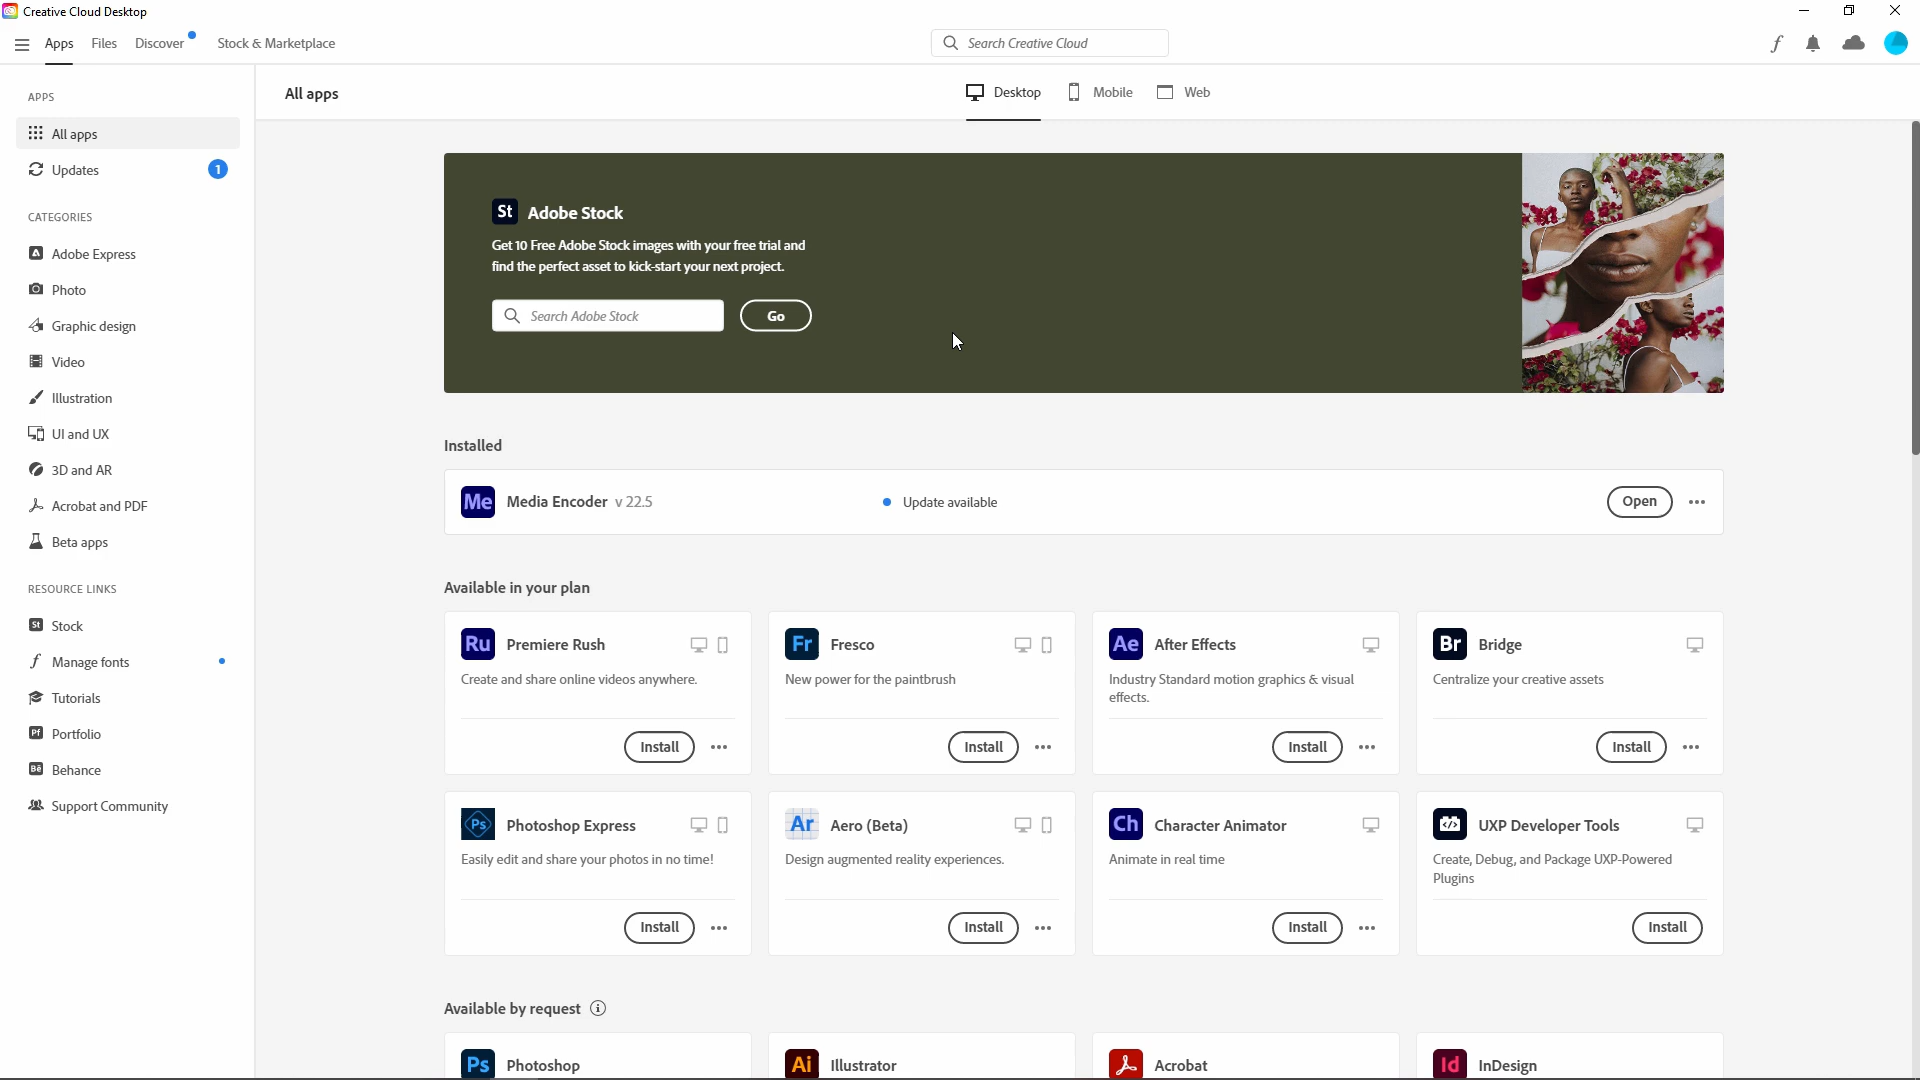 Creative Cloud Desktop
Apps Files Discover Stock & Marketplace
Search Creative Cloud
APPS
All apps
Updates 1
CATEGORIES
Adobe Express
Photo
Graphic design
Video
Illustration
UI and UX
3D and AR
Acrobat and PDF
Beta apps
RESOURCE LINKS
St Stock
Manage fonts
Tutorials
Pf Portfolio
Bē Behance
Support Community
All apps
Desktop Mobile Web
St Adobe Stock
Get 10 Free Adobe Stock images with your free trial and
find the perfect asset to kick-start your next project.
Search Adobe Stock Go
Installed
Me Media Encoder v 22.5 Update available Open
Available in your plan
Ru Premiere Rush
Create and share online videos anywhere.
Install
Fr Fresco
New power for the paintbrush
Install
Ae After Effects
Industry Standard motion graphics & visual
effects.
Install
Br Bridge
Centralize your creative assets
Install
Ps Photoshop Express
Easily edit and share your photos in no time!
Install
Ar Aero (Beta)
Design augmented reality experiences.
Install
Ch Character Animator
Animate in real time
Install
UXP Developer Tools
Create, Debug, and Package UXP-Powered
Plugins
Install
Available by request
Ps Photoshop
Ai Illustrator
Acrobat
Id InDesign